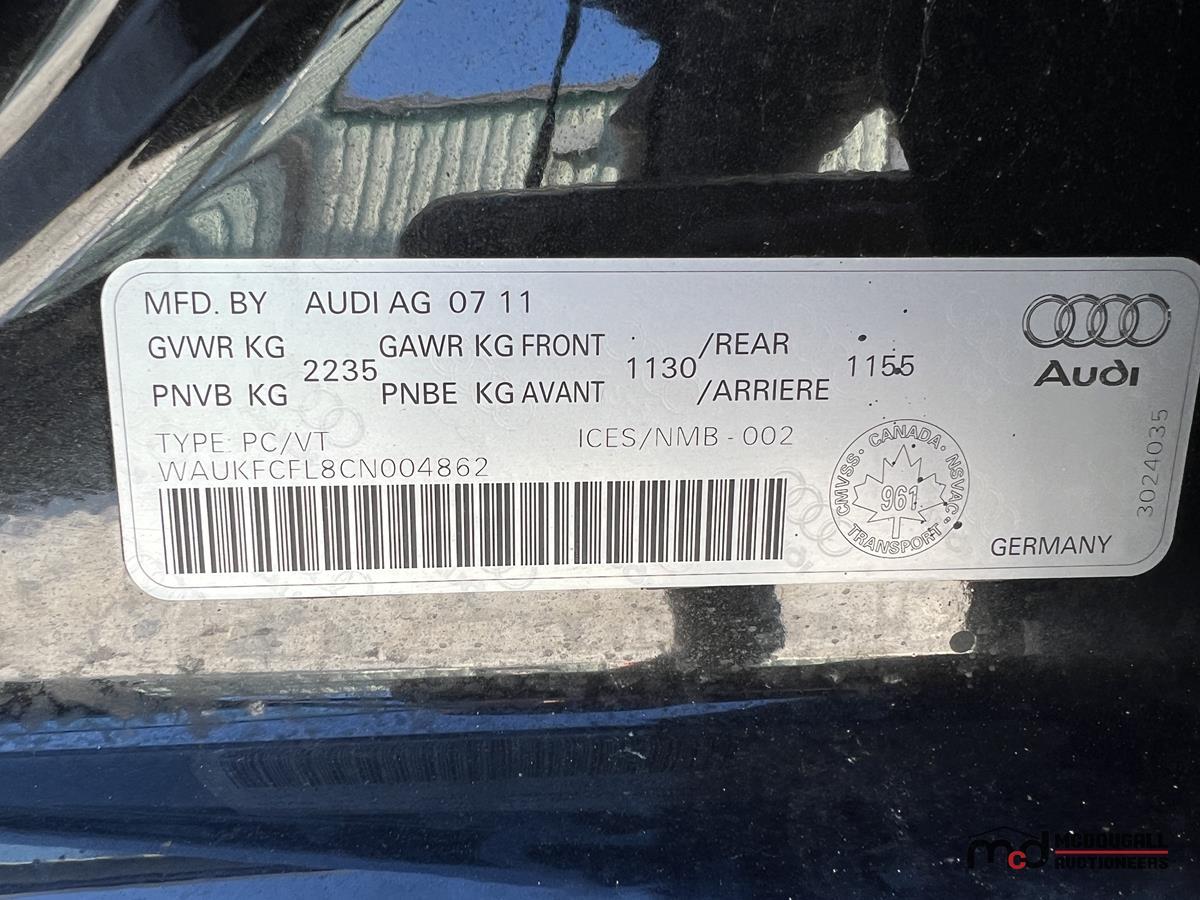 MFD. BY AUDI AG 07 11
GVWR KG 2235 GAWR KG FRONT 1130 /REAR 1155
PNVB KG PNBE KG AVANT /ARRIERE
Audi
TYPE: PC/VT ICES/NMB - 002
WAUKFCFL8CN004862
CANADA
CMVSS. NSVAC.
961
TRANSPORT
GERMANY
3024035
mcd MCDOUGALL
AUCTIONEERS